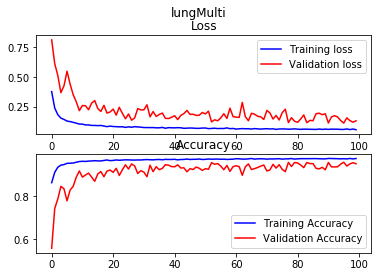 lungMulti
Loss
0.75
0.50
0.25
Training loss
Validation loss
0 20 40 60 80 100
Accuracy
0.8
0.6
Training Accuracy
Validation Accuracy
0 20 40 60 80 100